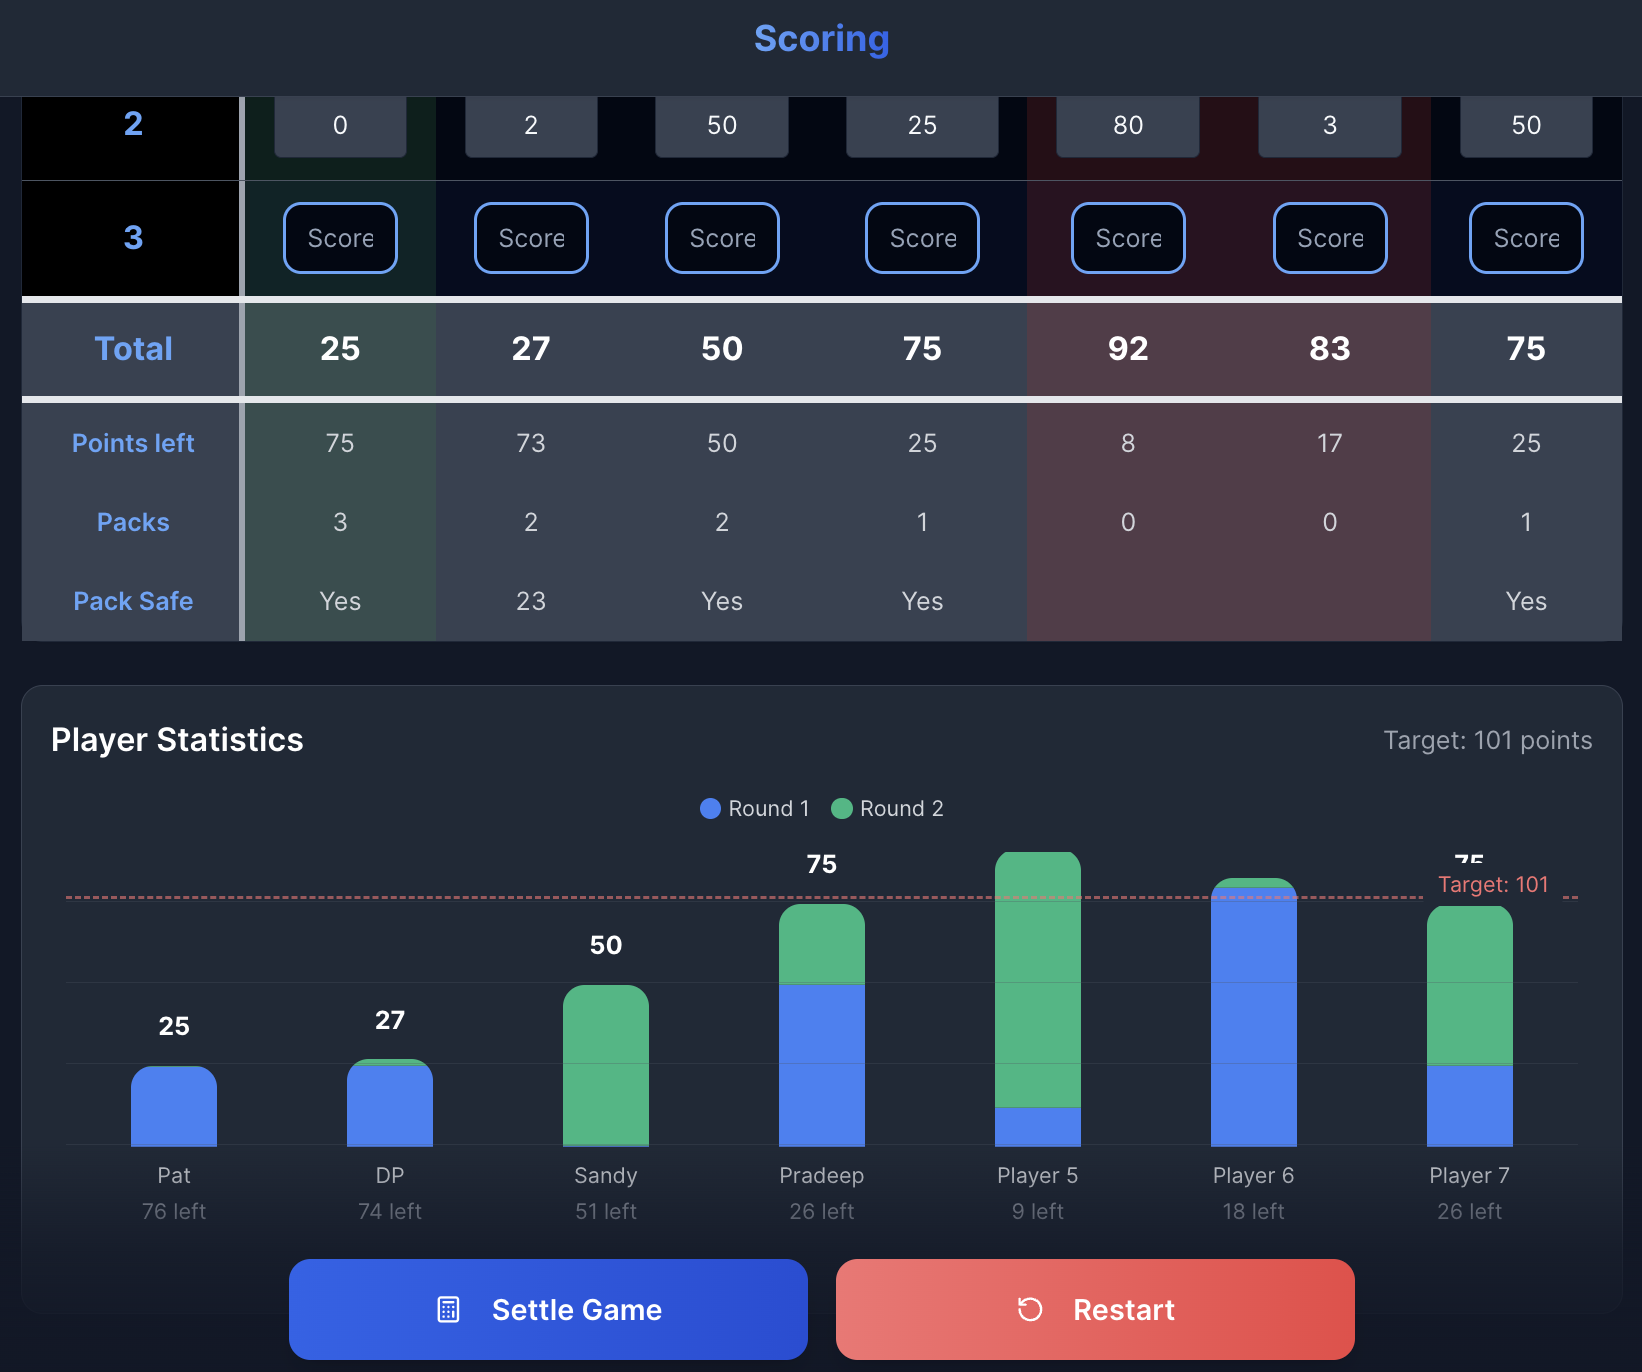 Scoring
2 0 2 50 25 80 3 50
3 Score Score Score Score Score Score Score
Total 25 27 50 75 92 83 75
Points left 75 73 50 25 8 17 25
Packs 3 2 2 1 0 0 1
Pack Safe Yes 23 Yes Yes Yes
Player Statistics Target: 101 points
Round 1 Round 2
75 75
Target: 101
50
25 27
Pat DP Sandy Pradeep Player 5 Player 6 Player 7
76 left 74 left 51 left 26 left 9 left 18 left 26 left
Settle Game Restart